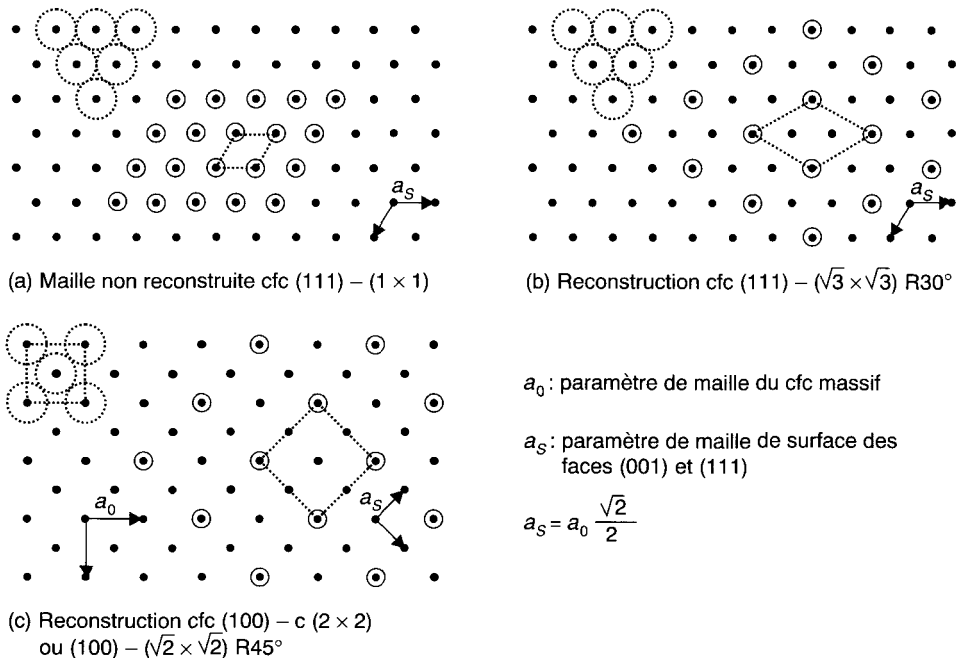 a_S
a_S
(a) Maille non reconstruite cfc (111) – (1 × 1)
(b) Reconstruction cfc (111) – (√3 × √3) R30°
a_0
a_S
a_0 : paramètre de maille du cfc massif
a_S : paramètre de maille de surface des
faces (001) et (111)
a_S = a_0 √2/2
(c) Reconstruction cfc (100) – c (2 × 2)
ou (100) – (√2 × √2) R45°